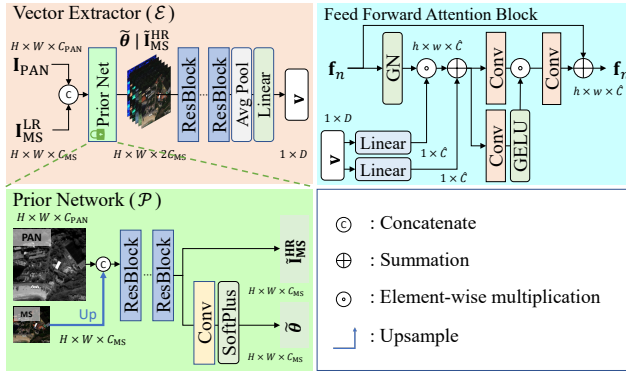 Vector Extractor (ℰ)
H × W × C_PAN
I_PAN
C
I_MS^LR
H × W × C_MS
Prior Net
θ̃ | Ĩ_MS^HR
H × W × 2C_MS
ResBlock
...
ResBlock
Avg Pool
Linear
v
1 × D
Feed Forward Attention Block
f_n
GN
h × w × Ĉ
Conv
Conv
f_n
h × w × Ĉ
1 × D
v
Linear
Linear
1 × Ĉ
1 × Ĉ
Conv
GELU
Prior Network (𝒫)
H × W × C_PAN
PAN
C
MS
Up
H × W × C_MS
ResBlock
...
ResBlock
Ĩ_MS^HR
H × W × C_MS
Conv
SoftPlus
θ̃
H × W × C_MS
C : Concatenate
⊕ : Summation
⊙ : Element-wise multiplication
: Upsample